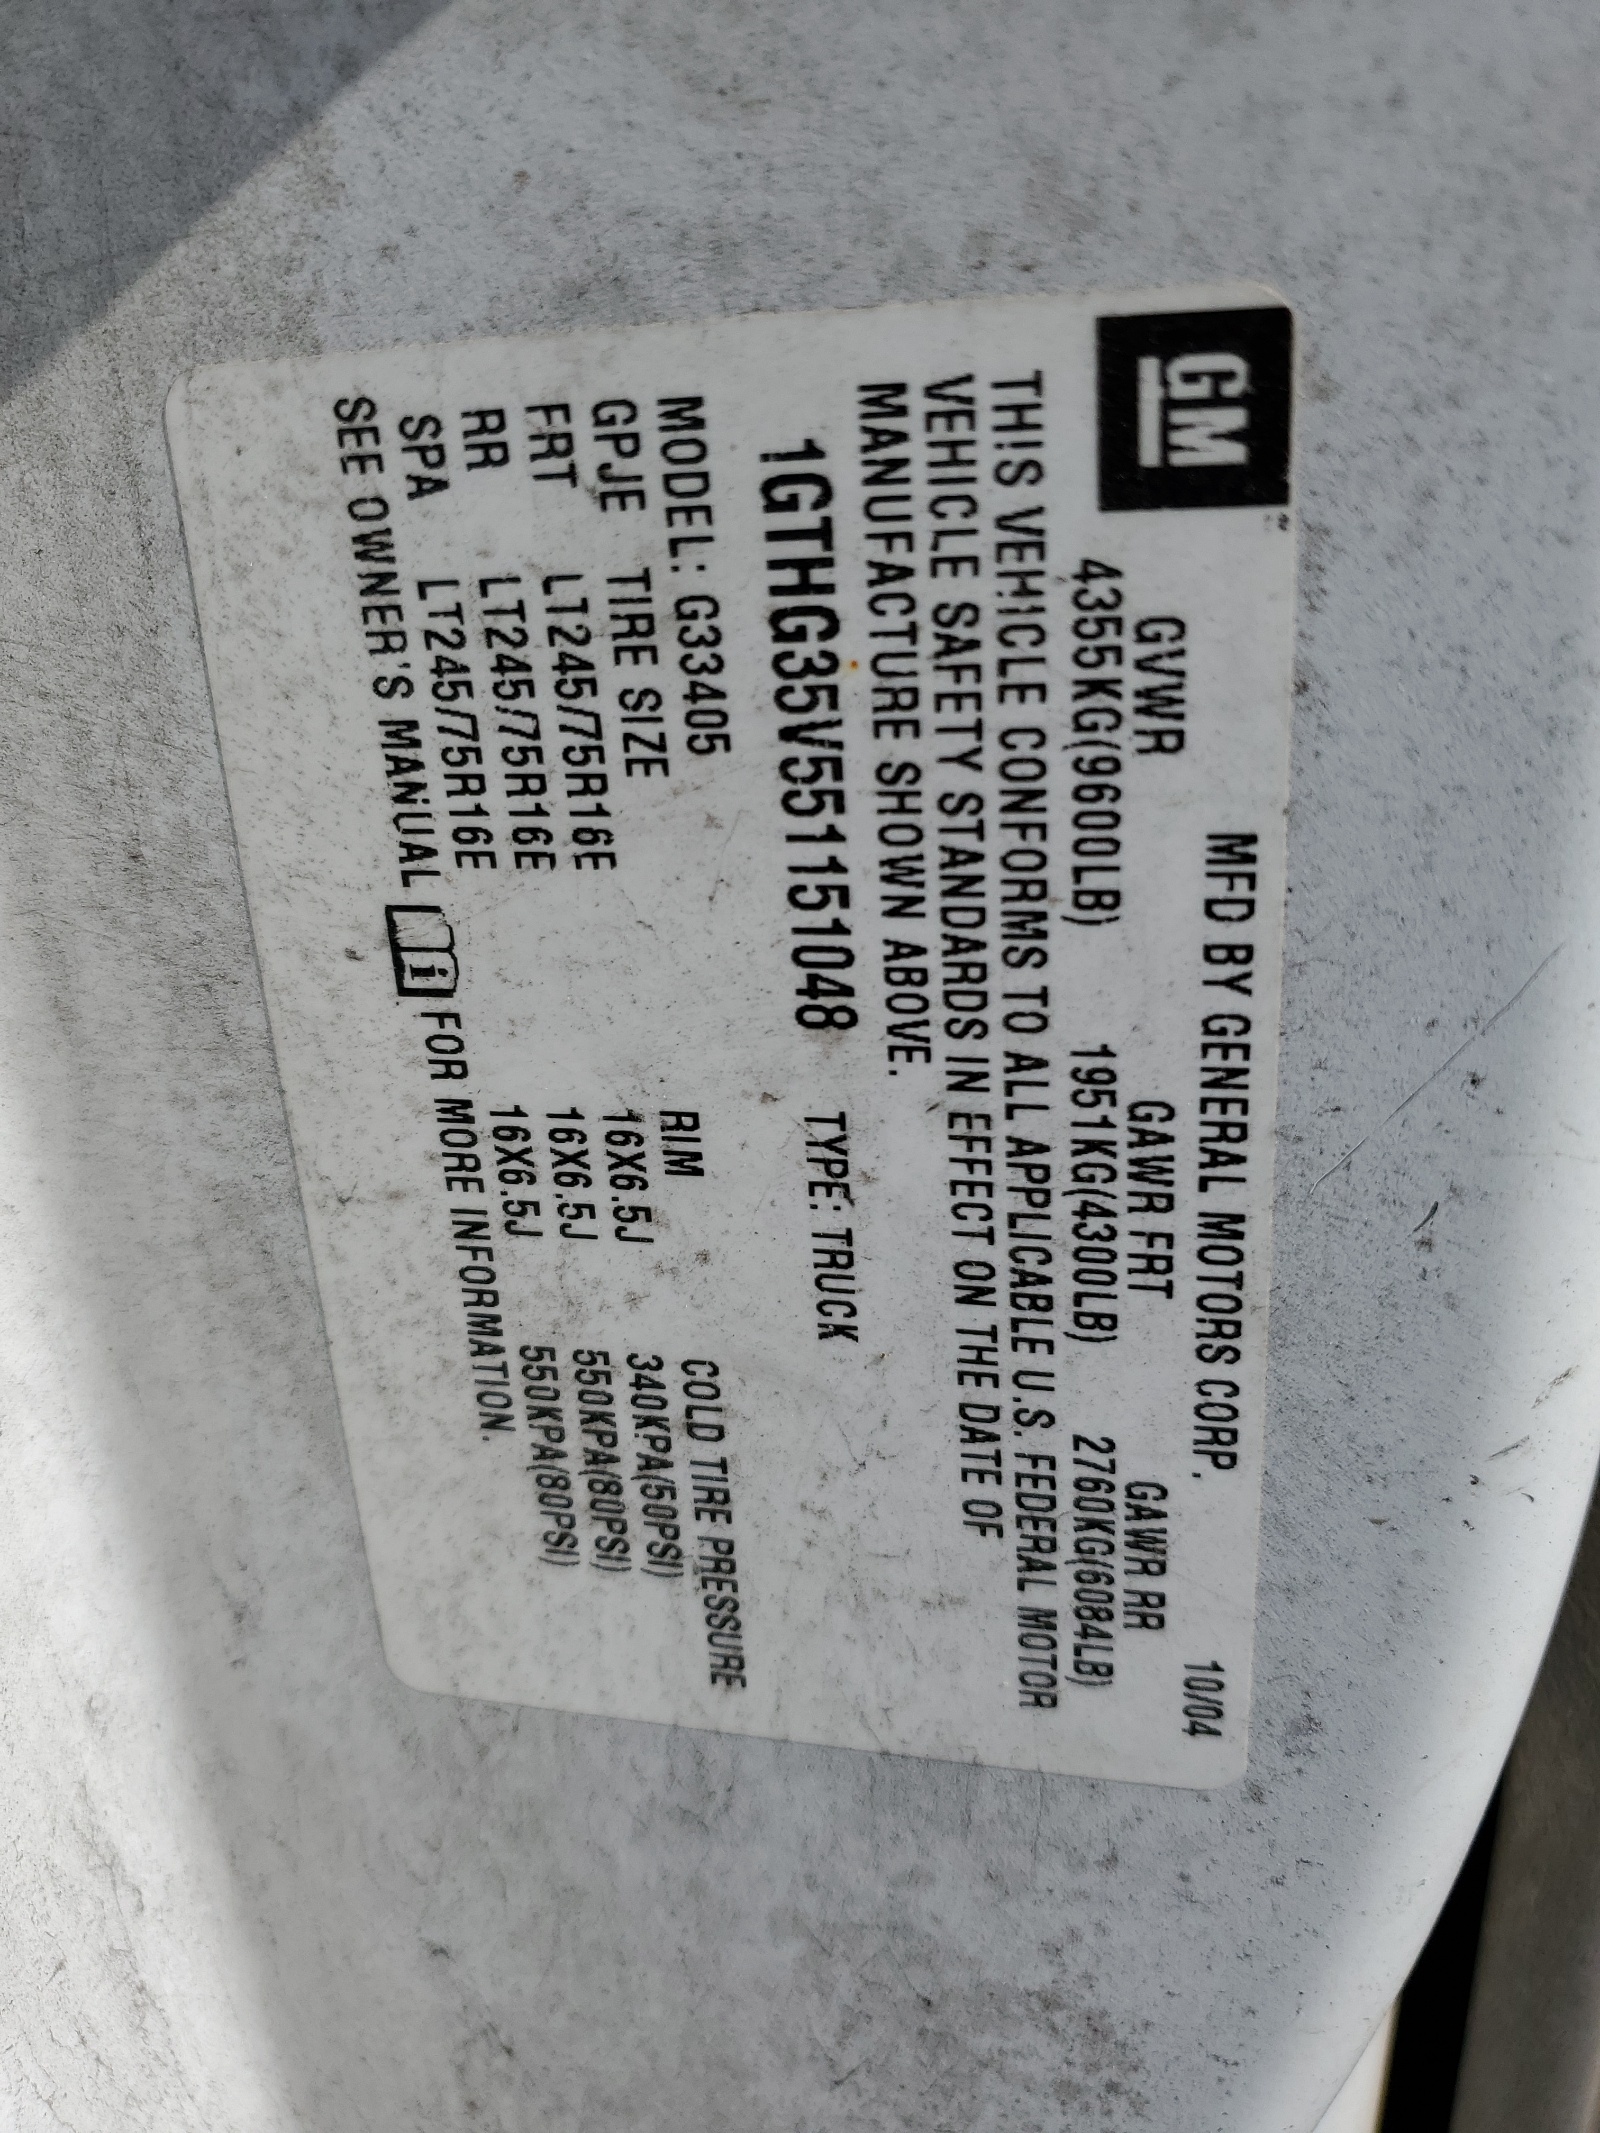 GM
MFD BY GENERAL MOTORS CORP. 10/04
GVWR GAWR FRT GAWR RR
4355KG(9600LB) 1951KG(4300LB) 2760KG(6084LB)
THIS VEHICLE CONFORMS TO ALL APPLICABLE U.S. FEDERAL MOTOR
VEHICLE SAFETY STANDARDS IN EFFECT ON THE DATE OF
MANUFACTURE SHOWN ABOVE.
1GTHG35V551151048 TYPE: TRUCK
MODEL: G33405
GPJE TIRE SIZE RIM COLD TIRE PRESSURE
FRT LT245/75R16E 16X6.5J 340KPA(50PSI)
RR LT245/75R16E 16X6.5J 550KPA(80PSI)
SPA LT245/75R16E 16X6.5J 550KPA(80PSI)
SEE OWNER'S MANUAL i FOR MORE INFORMATION.